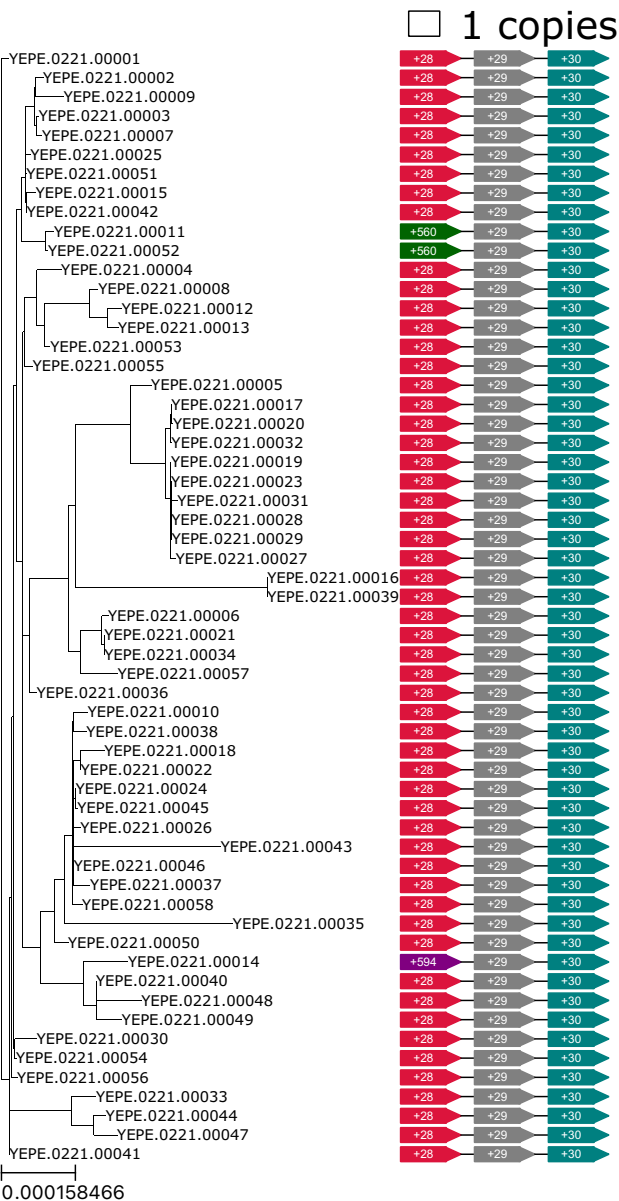 1 copies
YEPE.0221.00001 +28 +29 +30
YEPE.0221.00002 +28 +29 +30
YEPE.0221.00009 +28 +29 +30
YEPE.0221.00003 +28 +29 +30
YEPE.0221.00007 +28 +29 +30
YEPE.0221.00025 +28 +29 +30
YEPE.0221.00051 +28 +29 +30
YEPE.0221.00015 +28 +29 +30
YEPE.0221.00042 +28 +29 +30
YEPE.0221.00011 +560 +29 +30
YEPE.0221.00052 +560 +29 +30
YEPE.0221.00004 +28 +29 +30
YEPE.0221.00008 +28 +29 +30
YEPE.0221.00012 +28 +29 +30
YEPE.0221.00013 +28 +29 +30
YEPE.0221.00053 +28 +29 +30
YEPE.0221.00055 +28 +29 +30
YEPE.0221.00005 +28 +29 +30
YEPE.0221.00017 +28 +29 +30
YEPE.0221.00020 +28 +29 +30
YEPE.0221.00032 +28 +29 +30
YEPE.0221.00019 +28 +29 +30
YEPE.0221.00023 +28 +29 +30
YEPE.0221.00031 +28 +29 +30
YEPE.0221.00028 +28 +29 +30
YEPE.0221.00029 +28 +29 +30
YEPE.0221.00027 +28 +29 +30
YEPE.0221.00016 +28 +29 +30
YEPE.0221.00039 +28 +29 +30
YEPE.0221.00006 +28 +29 +30
YEPE.0221.00021 +28 +29 +30
YEPE.0221.00034 +28 +29 +30
YEPE.0221.00057 +28 +29 +30
YEPE.0221.00036 +28 +29 +30
YEPE.0221.00010 +28 +29 +30
YEPE.0221.00038 +28 +29 +30
YEPE.0221.00018 +28 +29 +30
YEPE.0221.00022 +28 +29 +30
YEPE.0221.00024 +28 +29 +30
YEPE.0221.00045 +28 +29 +30
YEPE.0221.00026 +28 +29 +30
YEPE.0221.00043 +28 +29 +30
YEPE.0221.00046 +28 +29 +30
YEPE.0221.00037 +28 +29 +30
YEPE.0221.00058 +28 +29 +30
YEPE.0221.00035 +28 +29 +30
YEPE.0221.00050 +28 +29 +30
YEPE.0221.00014 +594 +29 +30
YEPE.0221.00040 +28 +29 +30
YEPE.0221.00048 +28 +29 +30
YEPE.0221.00049 +28 +29 +30
YEPE.0221.00030 +28 +29 +30
YEPE.0221.00054 +28 +29 +30
YEPE.0221.00056 +28 +29 +30
YEPE.0221.00033 +28 +29 +30
YEPE.0221.00044 +28 +29 +30
YEPE.0221.00047 +28 +29 +30
YEPE.0221.00041 +28 +29 +30
0.000158466